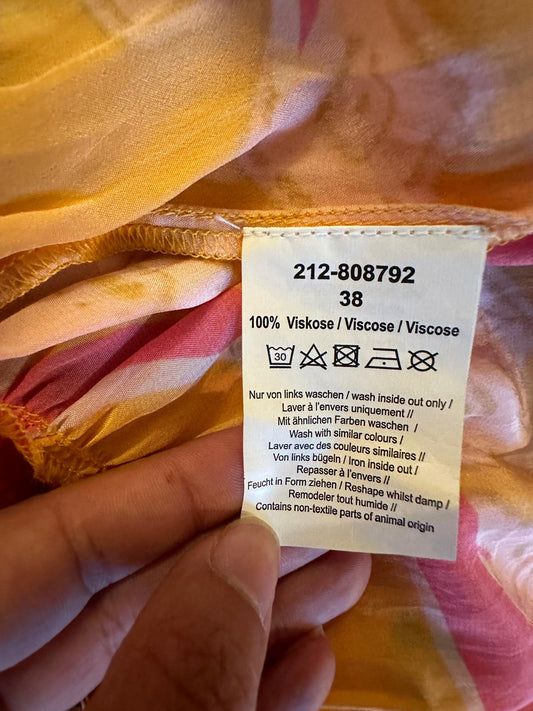 212-808792
38
100% Viskose / Viscose / Viscose
30
Nur von links waschen / wash inside out only /
Laver à l'envers uniquement //
Mit ähnlichen Farben waschen /
Wash with similar colours /
Laver avec des couleurs similaires //
Von links bügeln / Iron inside out /
Repasser à l'envers //
Feucht in Form ziehen / Reshape whilst damp /
Remodeler tout humide //
Contains non-textile parts of animal origin